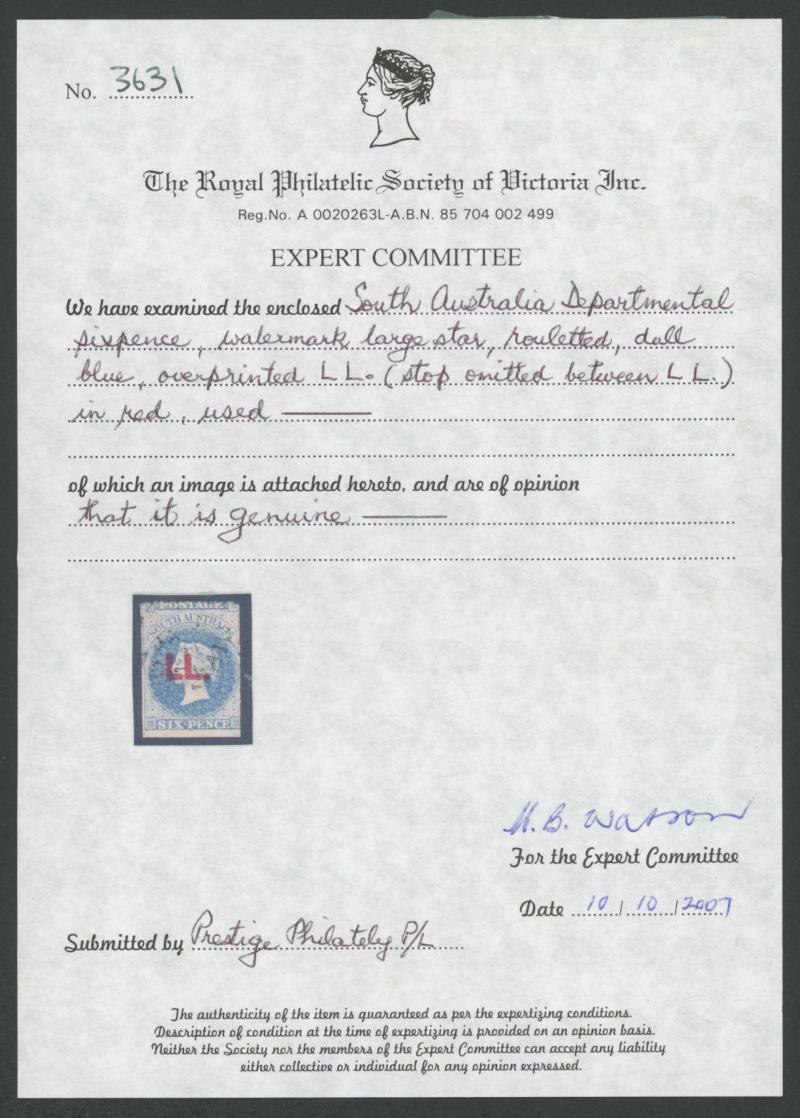 No. 3631
The Royal Philatelic Society of Victoria Inc.
Reg.No. A 0020263L-A.B.N. 85 704 002 499
EXPERT COMMITTEE
We have examined the enclosed South Australia Departmental
sixpence, watermark large star, rouletted, dull
blue, overprinted L L. (stop omitted between L L.)
in red, used
of which an image is attached hereto, and are of opinion
that it is genuine
POSTAGE
SOUTH AUSTRALIA
LL.
SIX PENCE
M. B. Watson
For the Expert Committee
Date 10/10/2007
Submitted by Prestige Philately P/L
The authenticity of the item is guaranteed as per the expertizing conditions.
Description of condition at the time of expertizing is provided on an opinion basis.
Neither the Society nor the members of the Expert Committee can accept any liability
either collective or individual for any opinion expressed.